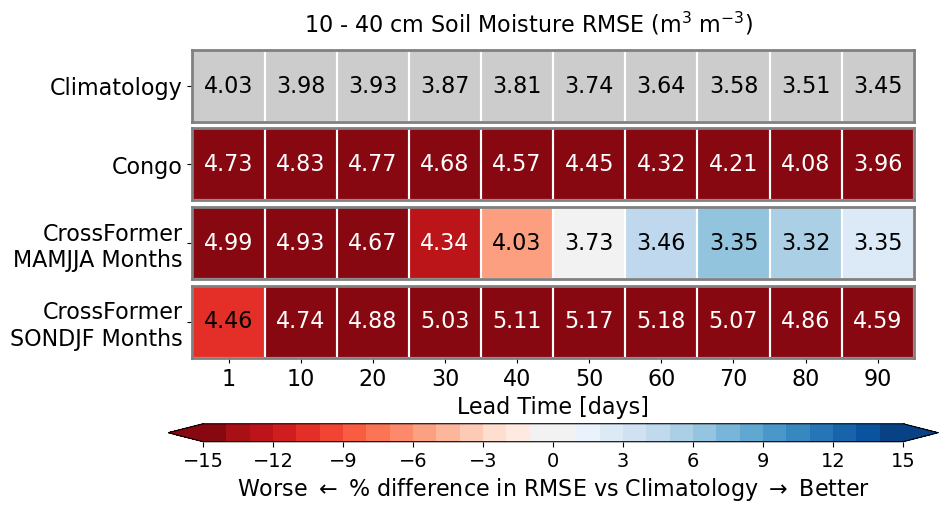 10 - 40 cm Soil Moisture RMSE (m³ m⁻³)
Climatology 4.03 3.98 3.93 3.87 3.81 3.74 3.64 3.58 3.51 3.45
Congo 4.73 4.83 4.77 4.68 4.57 4.45 4.32 4.21 4.08 3.96
CrossFormer
MAMJJA Months 4.99 4.93 4.67 4.34 4.03 3.73 3.46 3.35 3.32 3.35
CrossFormer
SONDJF Months 4.46 4.74 4.88 5.03 5.11 5.17 5.18 5.07 4.86 4.59
1 10 20 30 40 50 60 70 80 90
Lead Time [days]
−15 −12 −9 −6 −3 0 3 6 9 12 15
Worse ← % difference in RMSE vs Climatology → Better